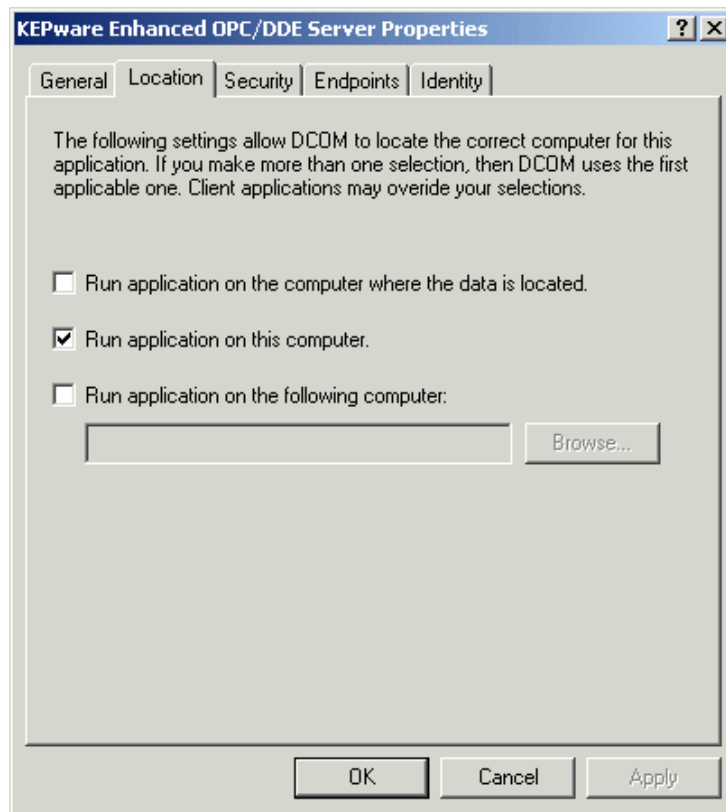 KEPware Enhanced OPC/DDE Server Properties
General Location Security Endpoints Identity
The following settings allow DCOM to locate the correct computer for this
application. If you make more than one selection, then DCOM uses the first
applicable one. Client applications may overide your selections.
Run application on the computer where the data is located.
Run application on this computer.
Run application on the following computer:
Browse...
OK Cancel Apply